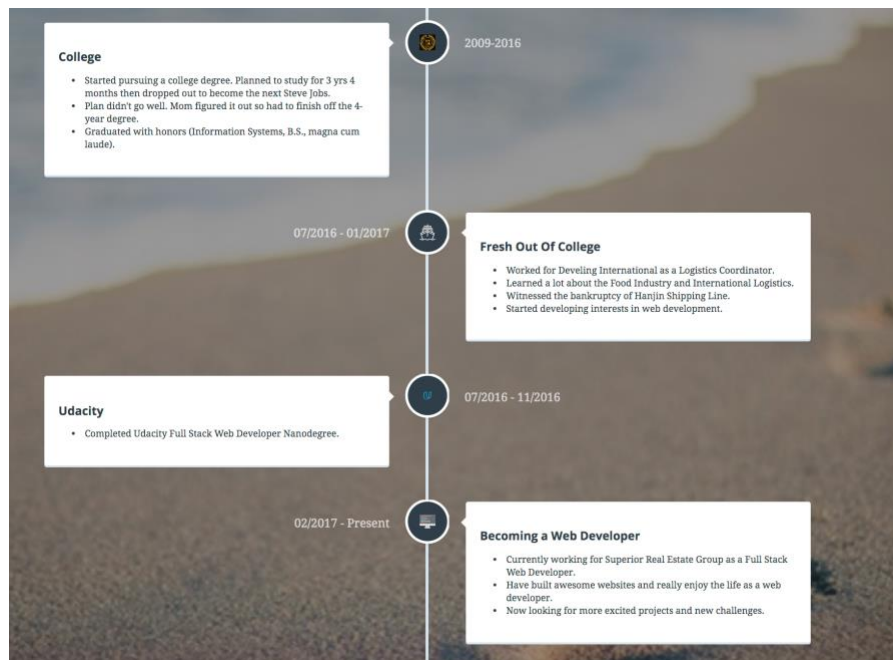 College
2009-2016
• Started pursuing a college degree. Planned to study for 3 yrs 4
months then dropped out to become the next Steve Jobs.
• Plan didn't go well. Mom figured it out so had to finish off the 4-
year degree.
• Graduated with honors (Information Systems, B.S., magna cum
laude).
07/2016 - 01/2017
Fresh Out Of College
• Worked for Develing International as a Logistics Coordinator.
• Learned a lot about the Food Industry and International Logistics.
• Witnessed the bankruptcy of Hanjin Shipping Line.
• Started developing interests in web development.
Udacity
07/2016 - 11/2016
• Completed Udacity Full Stack Web Developer Nanodegree.
02/2017 - Present
Becoming a Web Developer
• Currently working for Superior Real Estate Group as a Full Stack
Web Developer.
• Have built awesome websites and really enjoy the life as a web
developer.
• Now looking for more excited projects and new challenges.